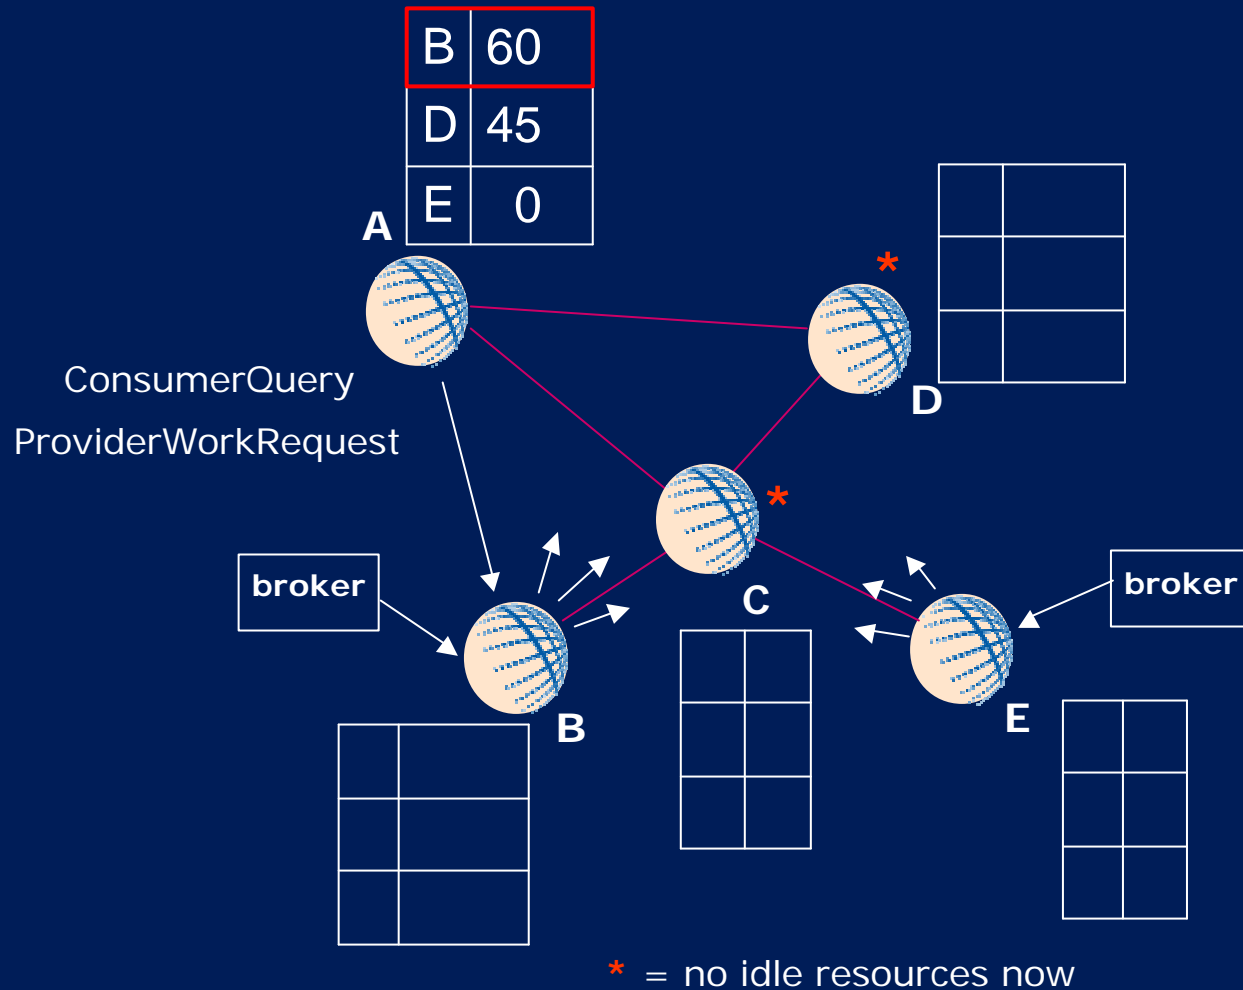 B 60
D 45
E 0
A
*
D
ConsumerQuery
ProviderWorkRequest
*
broker
C
broker
B
E
* = no idle resources now